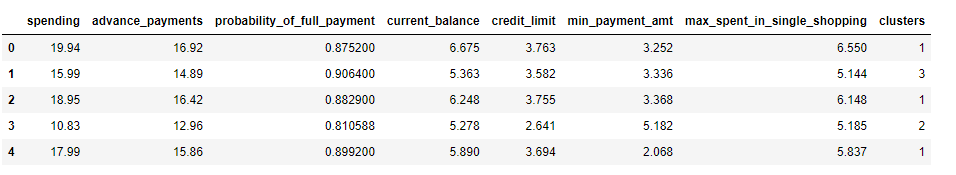 spending advance_payments probability_of_full_payment current_balance credit_limit min_payment_amt max_spent_in_single_shopping clusters
0 19.94 16.92 0.875200 6.675 3.763 3.252 6.550 1
1 15.99 14.89 0.906400 5.363 3.582 3.336 5.144 3
2 18.95 16.42 0.882900 6.248 3.755 3.368 6.148 1
3 10.83 12.96 0.810588 5.278 2.641 5.182 5.185 2
4 17.99 15.86 0.899200 5.890 3.694 2.068 5.837 1